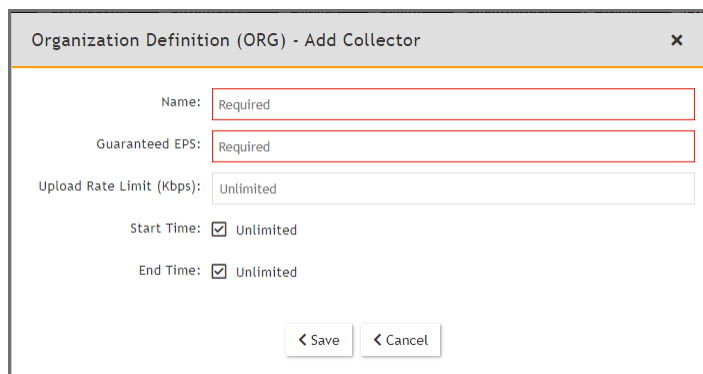 Organization Definition (ORG) - Add Collector
Name: Required
Guaranteed EPS: Required
Upload Rate Limit (Kbps): Unlimited
Start Time: Unlimited
End Time: Unlimited
Save Cancel